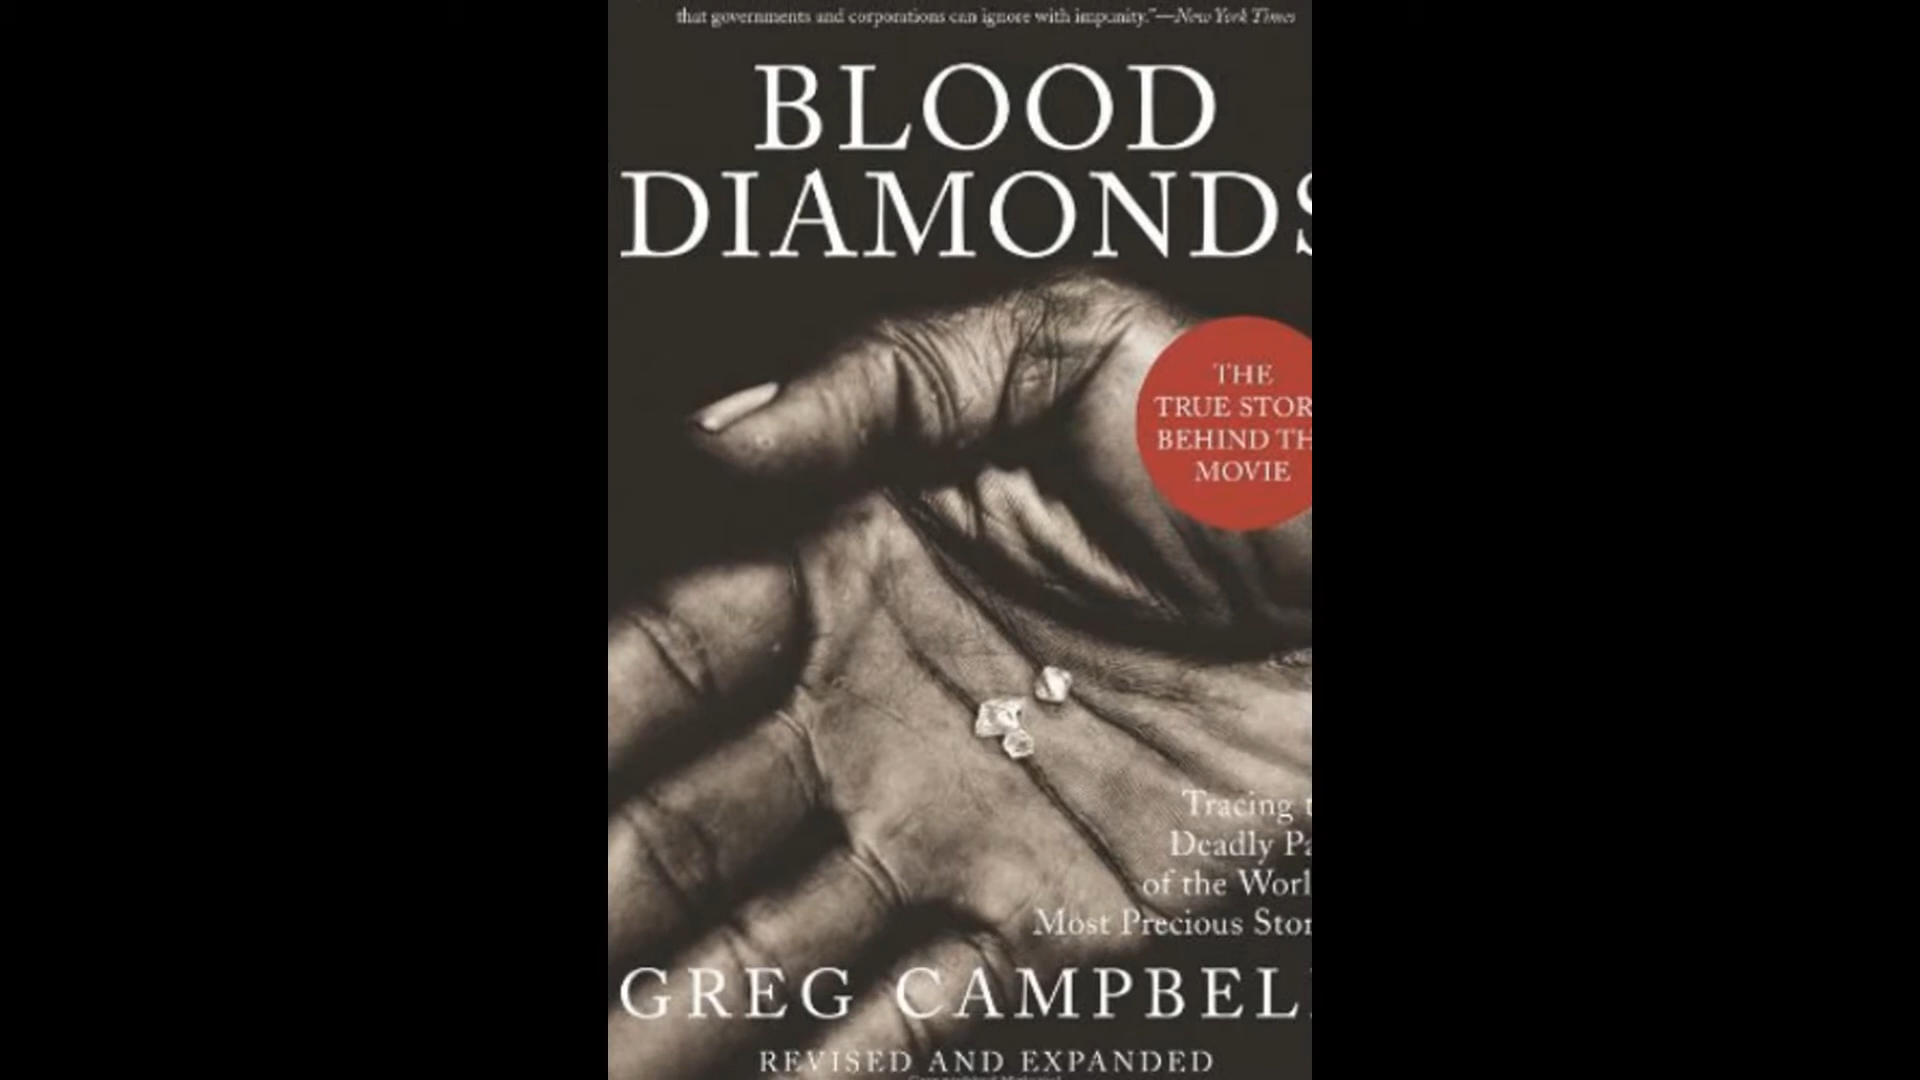 that governments and corporations can ignore with impunity."—New York Times
BLOOD
DIAMONDS
THE
TRUE STOR
BEHIND TH
MOVIE
Tracing t
Deadly Pa
of the Worl
Most Precious Ston
GREG CAMPBEL
REVISED AND EXPANDED